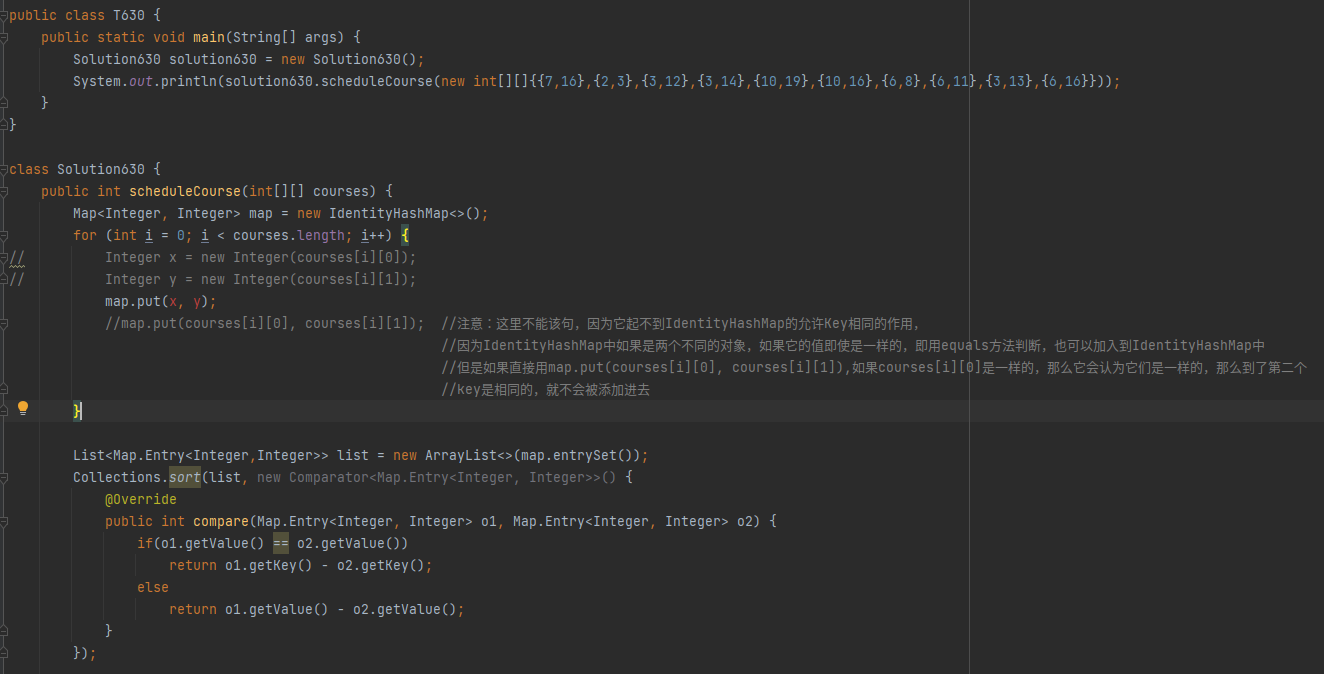 public class T630 {
    public static void main(String[] args) {
        Solution630 solution630 = new Solution630();
        System.out.println(solution630.scheduleCourse(new int[][]{{7,16},{2,3},{3,12},{3,14},{10,19},{10,16},{6,8},{6,11},{3,13},{6,16}}));
    }
}
class Solution630 {
    public int scheduleCourse(int[][] courses) {
        Map<Integer, Integer> map = new IdentityHashMap<>();
        for (int i = 0; i < courses.length; i++) {
//          Integer x = new Integer(courses[i][0]);
//          Integer y = new Integer(courses[i][1]);
            map.put(x, y);
            //map.put(courses[i][0], courses[i][1]);  //注意：这里不能该句，因为它起不到IdentityHashMap的允许Key相同的作用，
                                                      //因为IdentityHashMap中如果是两个不同的对象，如果它的值即使是一样的，即用equals方法判断，也可以加入到IdentityHashMap中
                                                      //但是如果直接用map.put(courses[i][0], courses[i][1]),如果courses[i][0]是一样的，那么它会认为它们是一样的，那么到了第二个
                                                      //key是相同的，就不会被添加进去
        }
        List<Map.Entry<Integer,Integer>> list = new ArrayList<>(map.entrySet());
        Collections.sort(list, new Comparator<Map.Entry<Integer, Integer>>() {
            @Override
            public int compare(Map.Entry<Integer, Integer> o1, Map.Entry<Integer, Integer> o2) {
                if(o1.getValue() == o2.getValue())
                    return o1.getKey() - o2.getKey();
                else
                    return o1.getValue() - o2.getValue();
            }
        });